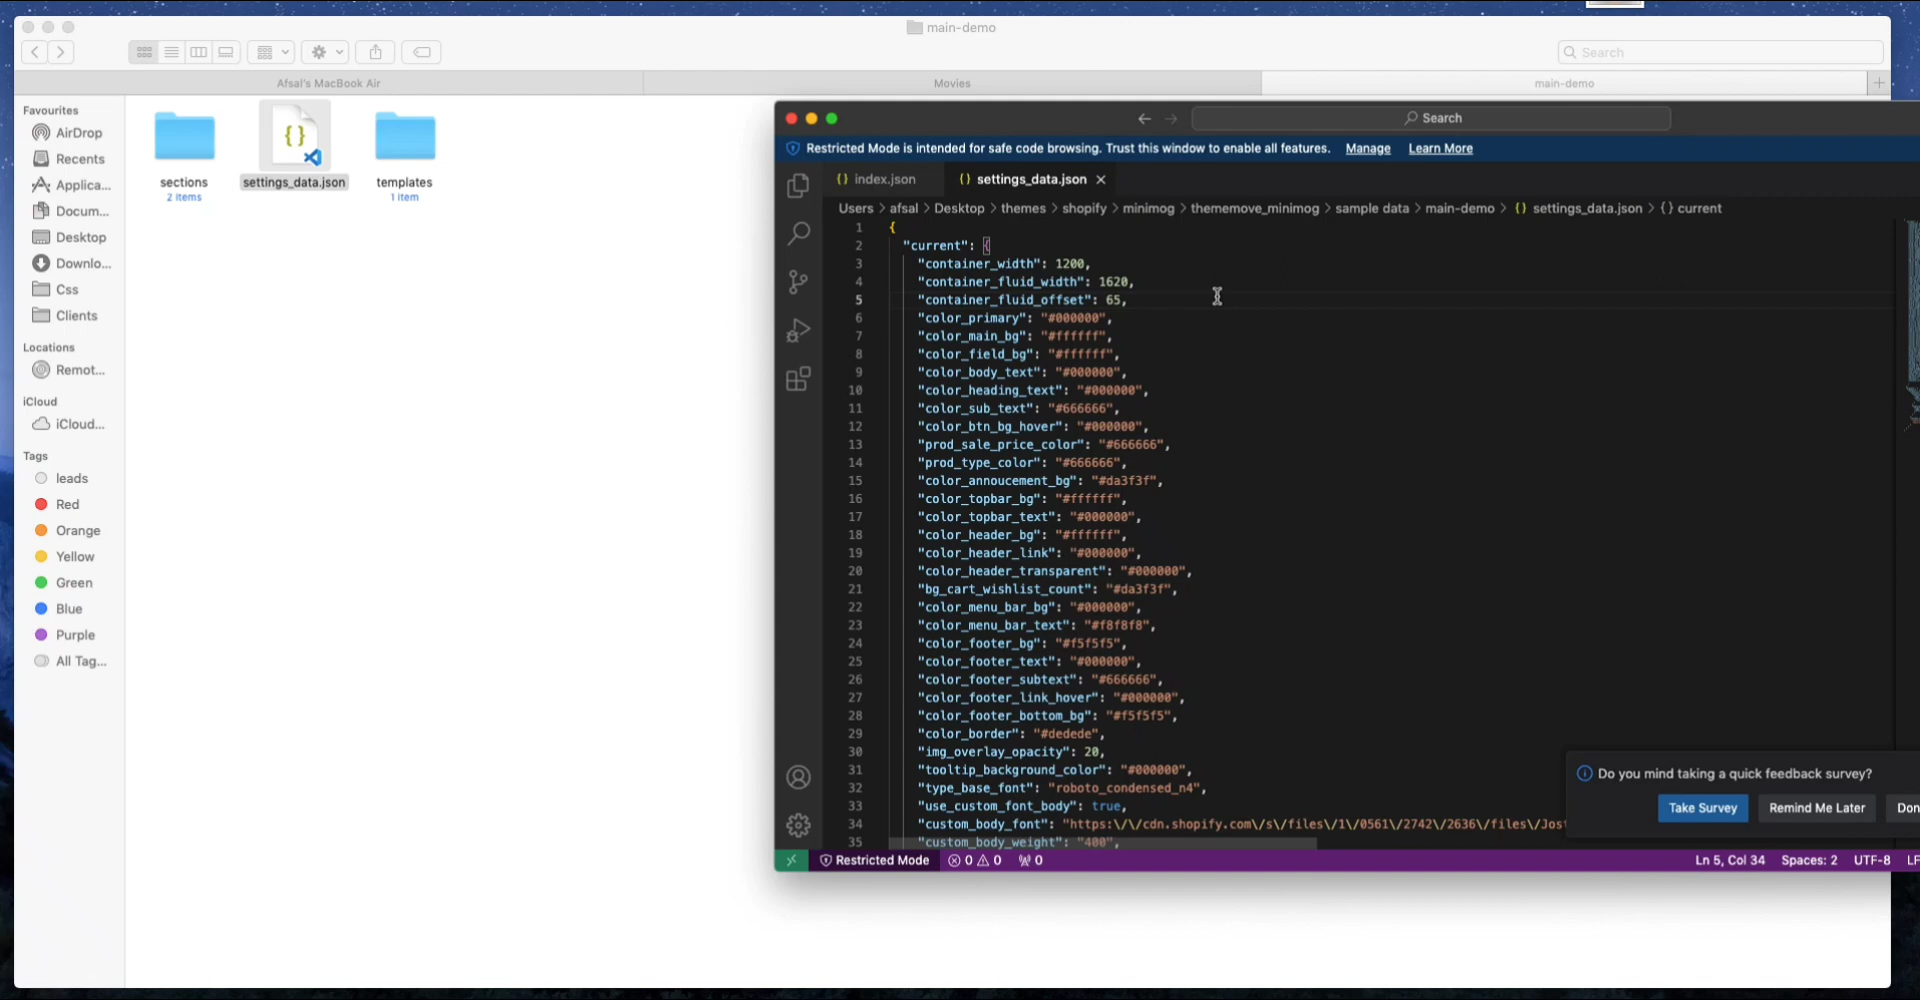 main-demo
Search
Afsal's MacBook Air
Movies
main-demo
Favourites
AirDrop
Recents
Applica...
Docum...
Desktop
Downlo...
Css
Clients
Locations
Remot...
iCloud
iCloud...
Tags
leads
Red
Orange
Yellow
Green
Blue
Purple
All Tag...
sections
2 items
settings_data.json
templates
1 item
Search
Restricted Mode is intended for safe code browsing. Trust this window to enable all features. Manage Learn More
{} index.json
{} settings_data.json
Users > afsal > Desktop > themes > shopify > minimog > thememove_minimog > sample data > main-demo > {} settings_data.json > {} current
1 {
2 "current": {
3 "container_width": 1200,
4 "container_fluid_width": 1620,
5 "container_fluid_offset": 65,
6 "color_primary": "#000000",
7 "color_main_bg": "#ffffff",
8 "color_field_bg": "#ffffff",
9 "color_body_text": "#000000",
10 "color_heading_text": "#000000",
11 "color_sub_text": "#666666",
12 "color_btn_bg_hover": "#000000",
13 "prod_sale_price_color": "#666666",
14 "prod_type_color": "#666666",
15 "color_annoucement_bg": "#da3f3f",
16 "color_topbar_bg": "#ffffff",
17 "color_topbar_text": "#000000",
18 "color_header_bg": "#ffffff",
19 "color_header_link": "#000000",
20 "color_header_transparent": "#000000",
21 "bg_cart_wishlist_count": "#da3f3f",
22 "color_menu_bar_bg": "#000000",
23 "color_menu_bar_text": "#f8f8f8",
24 "color_footer_bg": "#f5f5f5",
25 "color_footer_text": "#000000",
26 "color_footer_subtext": "#666666",
27 "color_footer_link_hover": "#000000",
28 "color_footer_bottom_bg": "#f5f5f5",
29 "color_border": "#dedede",
30 "img_overlay_opacity": 20,
31 "tooltip_background_color": "#000000",
32 "type_base_font": "roboto_condensed_n4",
33 "use_custom_font_body": true,
34 "custom_body_font": "https:\/\/cdn.shopify.com\/s\/files\/1\/0561\/2742\/2636\/files\/Jost
35 "custom_body_weight": "400",
Do you mind taking a quick feedback survey?
Take Survey
Remind Me Later
Don
Restricted Mode
0 0
0
Ln 5, Col 34
Spaces: 2
UTF-8
LF